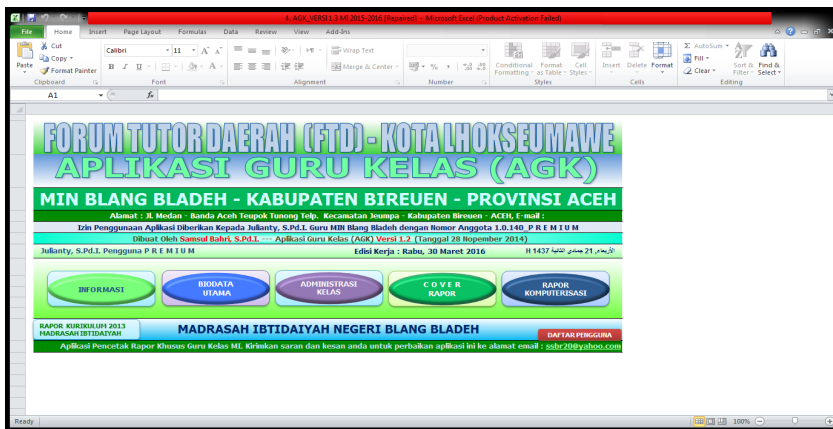 4. AGK_VERSI 1.3 MI 2015-2016 [Repaired] - Microsoft Excel (Product Activation Failed)
File Home Insert Page Layout Formulas Data Review View Add-Ins
Paste
Cut
Copy
Format Painter
Clipboard
Calibri 11 A A
B I U A
Font
Wrap Text
Merge & Center
Alignment
% ,
Number
Conditional Formatting
Format as Table
Cell Styles
Styles
Insert Delete Format
Cells
Σ AutoSum
Fill
Clear
Sort & Filter
Find & Select
Editing
A1 fx
FORUM TUTOR DAERAH (FTD) - KOTA LHOKSEUMAWE
APLIKASI GURU KELAS (AGK)
MIN BLANG BLADEH - KABUPATEN BIREUEN - PROVINSI ACEH
Alamat : Jl. Medan - Banda Aceh Teupok Tunong Telp. Kecamatan Jeumpa - Kabupaten Bireuen - ACEH, E-mail :
Izin Penggunaan Aplikasi Diberikan Kepada Julianty, S.Pd.I. Guru MIN Blang Bladeh dengan Nomor Anggota 1.0.140_P R E M I U M
Dibuat Oleh Samsul Bahri, S.Pd.I. --- Aplikasi Guru Kelas (AGK) Versi 1.2 (Tanggal 28 Nopember 2014)
Julianty, S.Pd.I. Pengguna P R E M I U M Edisi Kerja : Rabu, 30 Maret 2016 الأربعاء, 21 جمادى الثانية 1437 H
INFORMASI
BIODATA
UTAMA
ADMINISTRASI
KELAS
C O V E R
RAPOR
RAPOR
KOMPUTERISASI
RAPOR KURIKULUM 2013
MADRASAH IBTIDAIYAH
MADRASAH IBTIDAIYAH NEGERI BLANG BLADEH
DAFTAR PENGGUNA
Aplikasi Pencetak Rapor Khusus Guru Kelas MI. Kirimkan saran dan kesan anda untuk perbaikan aplikasi ini ke alamat email : ssbr20@yahoo.com
Ready 100%